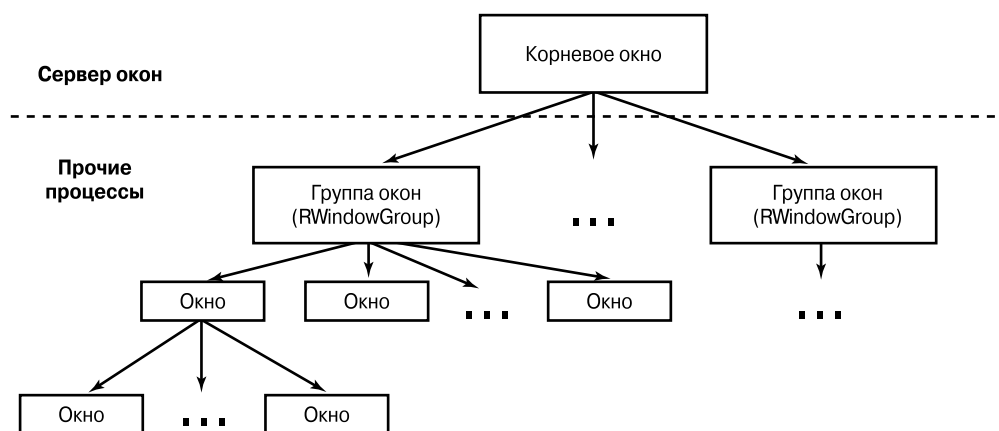 Корневое окно
Сервер окон
Прочие
процессы
Группа окон
(RWindowGroup)
...
Группа окон
(RWindowGroup)
Окно
Окно
...
Окно
...
Окно
...
Окно